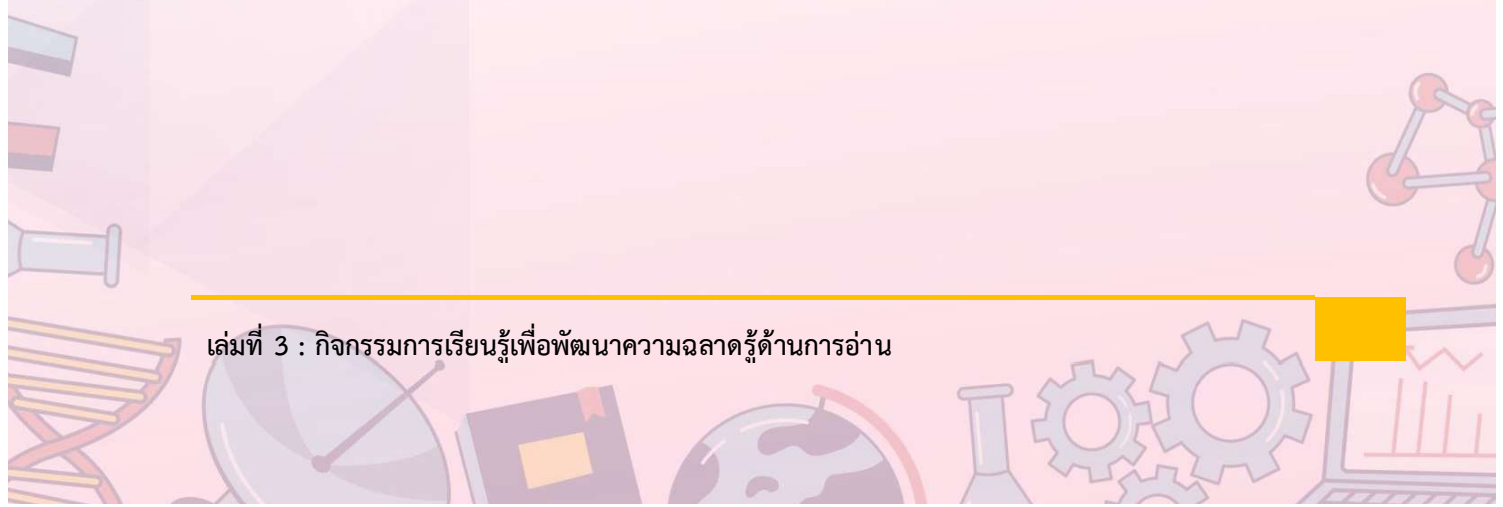 เล่มที่ 3 : กิจกรรมการเรียนรู้เพื่อพัฒนาความฉลาดรู้ด้านการอ่าน